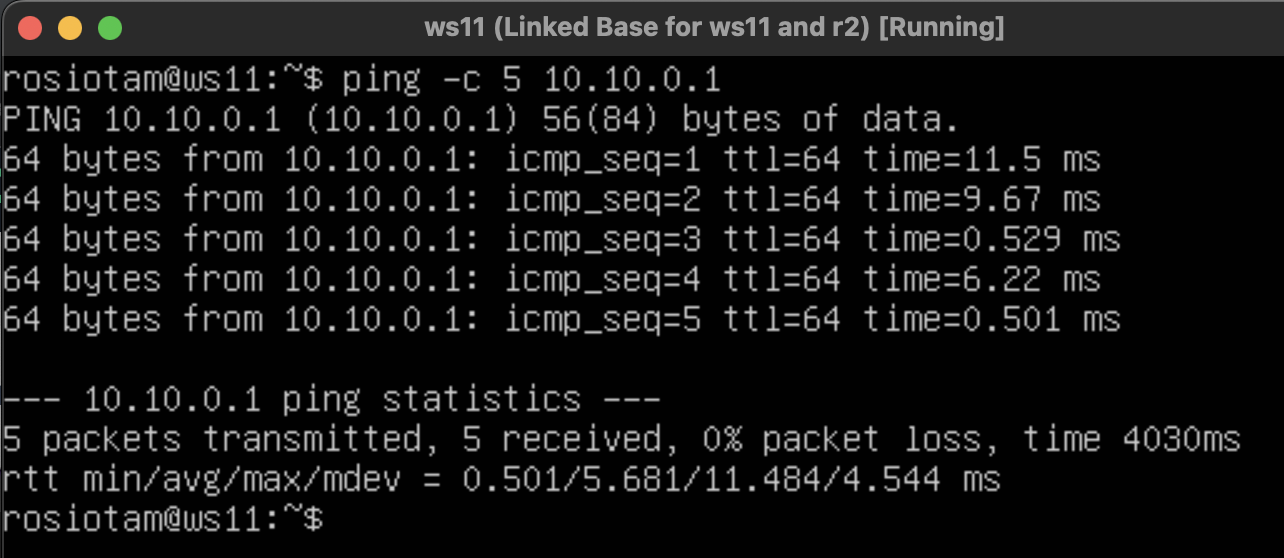 ws11 (Linked Base for ws11 and r2) [Running]
rosiotam@ws11:~$ ping -c 5 10.10.0.1
PING 10.10.0.1 (10.10.0.1) 56(84) bytes of data.
64 bytes from 10.10.0.1: icmp_seq=1 ttl=64 time=11.5 ms
64 bytes from 10.10.0.1: icmp_seq=2 ttl=64 time=9.67 ms
64 bytes from 10.10.0.1: icmp_seq=3 ttl=64 time=0.529 ms
64 bytes from 10.10.0.1: icmp_seq=4 ttl=64 time=6.22 ms
64 bytes from 10.10.0.1: icmp_seq=5 ttl=64 time=0.501 ms
--- 10.10.0.1 ping statistics ---
5 packets transmitted, 5 received, 0% packet loss, time 4030ms
rtt min/avg/max/mdev = 0.501/5.681/11.484/4.544 ms
rosiotam@ws11:~$